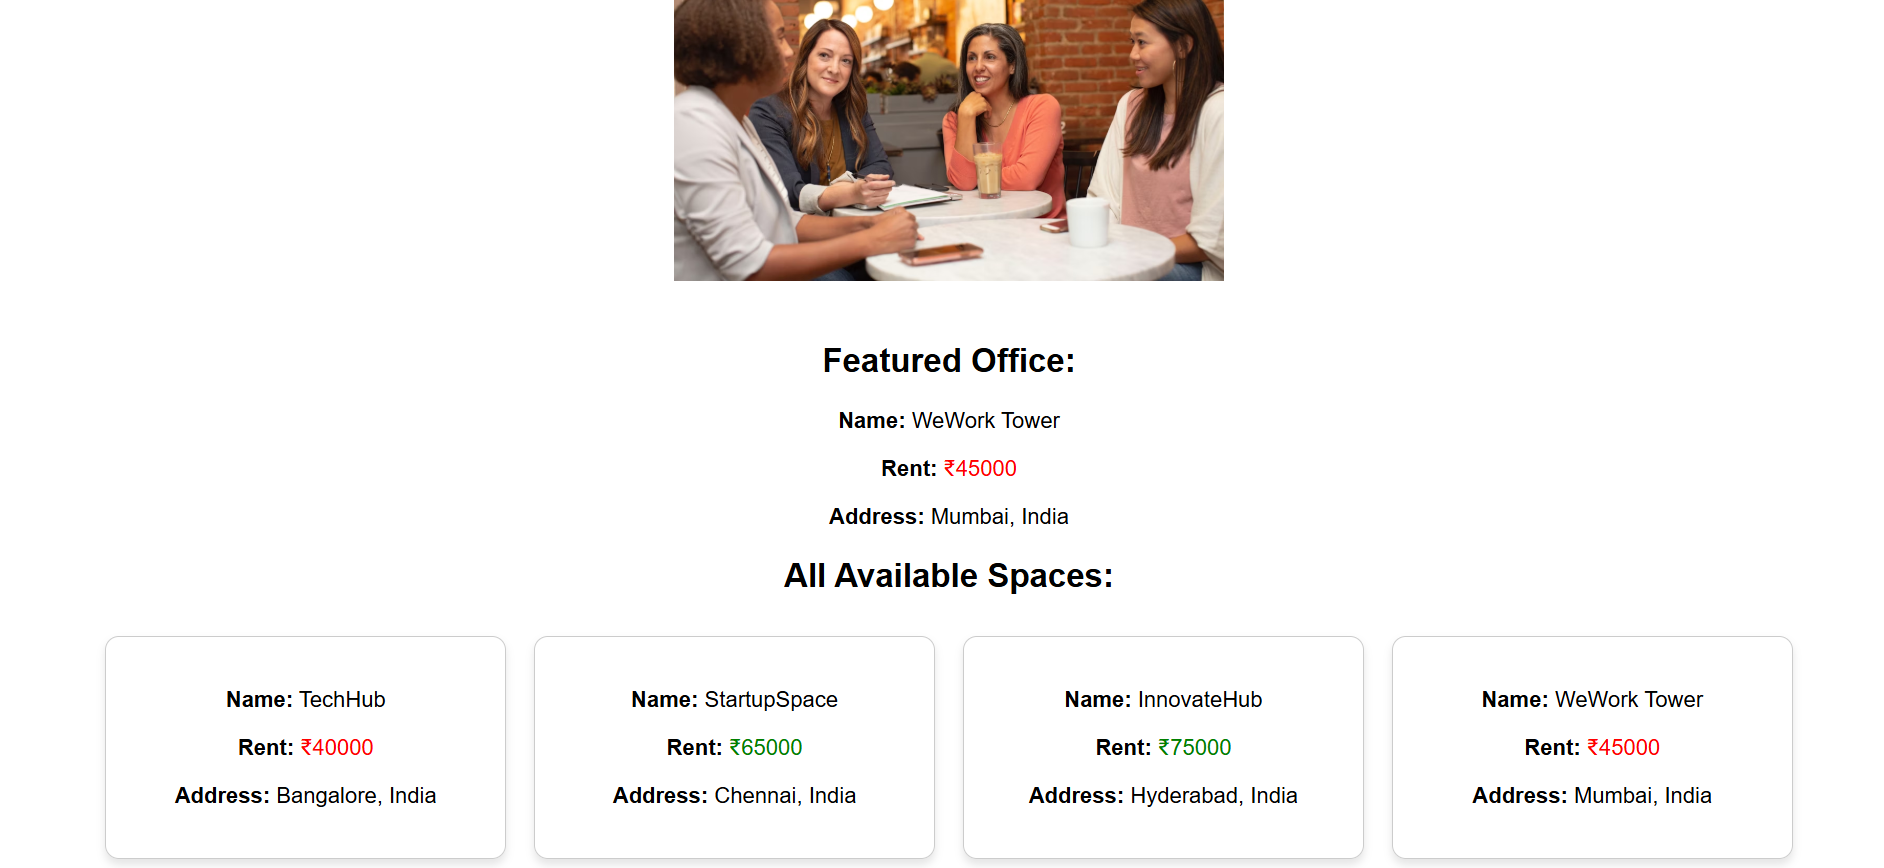 Featured Office:
Name: WeWork Tower
Rent: ₹45000
Address: Mumbai, India
All Available Spaces:
Name: TechHub
Rent: ₹40000
Address: Bangalore, India
Name: StartupSpace
Rent: ₹65000
Address: Chennai, India
Name: InnovateHub
Rent: ₹75000
Address: Hyderabad, India
Name: WeWork Tower
Rent: ₹45000
Address: Mumbai, India